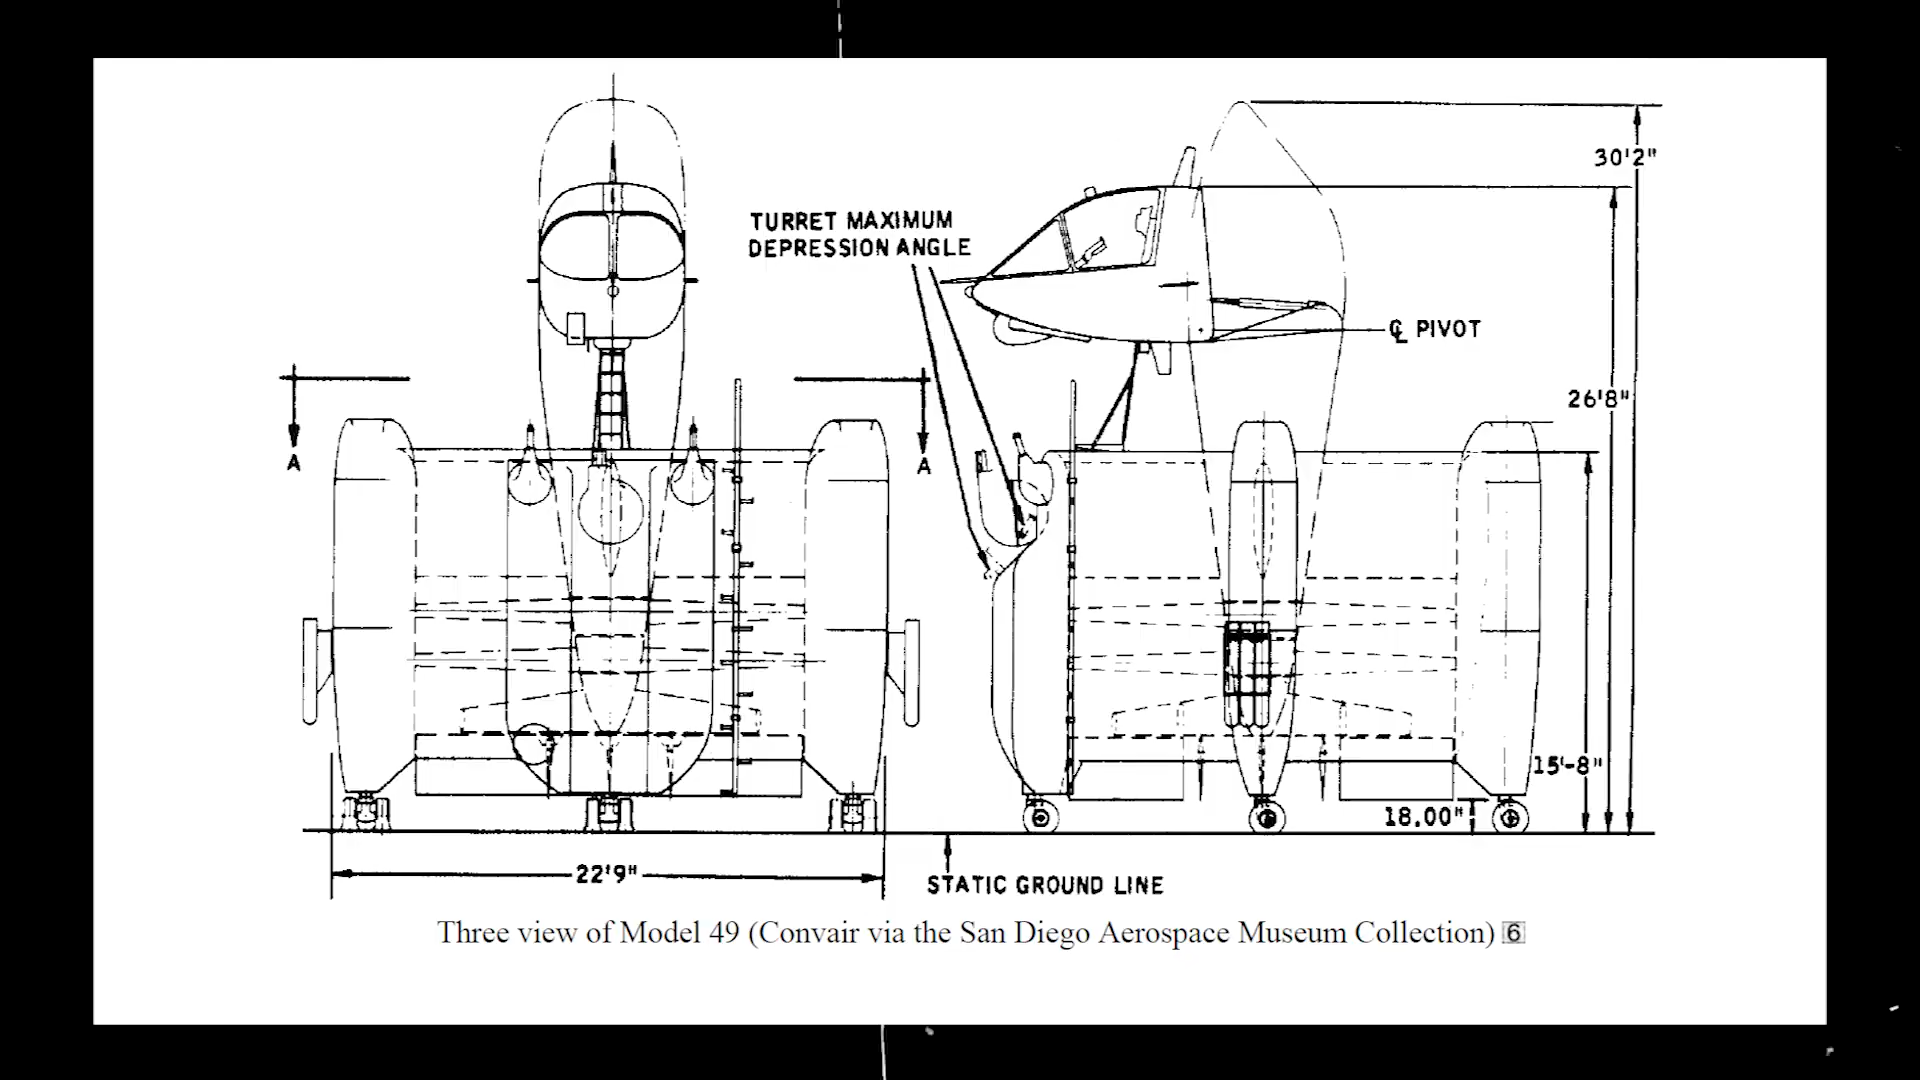 30'2"
TURRET MAXIMUM
DEPRESSION ANGLE
℄ PIVOT
26'8"
A
A
15'-8"
18.00"
22'9"
STATIC GROUND LINE
Three view of Model 49 (Convair via the San Diego Aerospace Museum Collection) 6